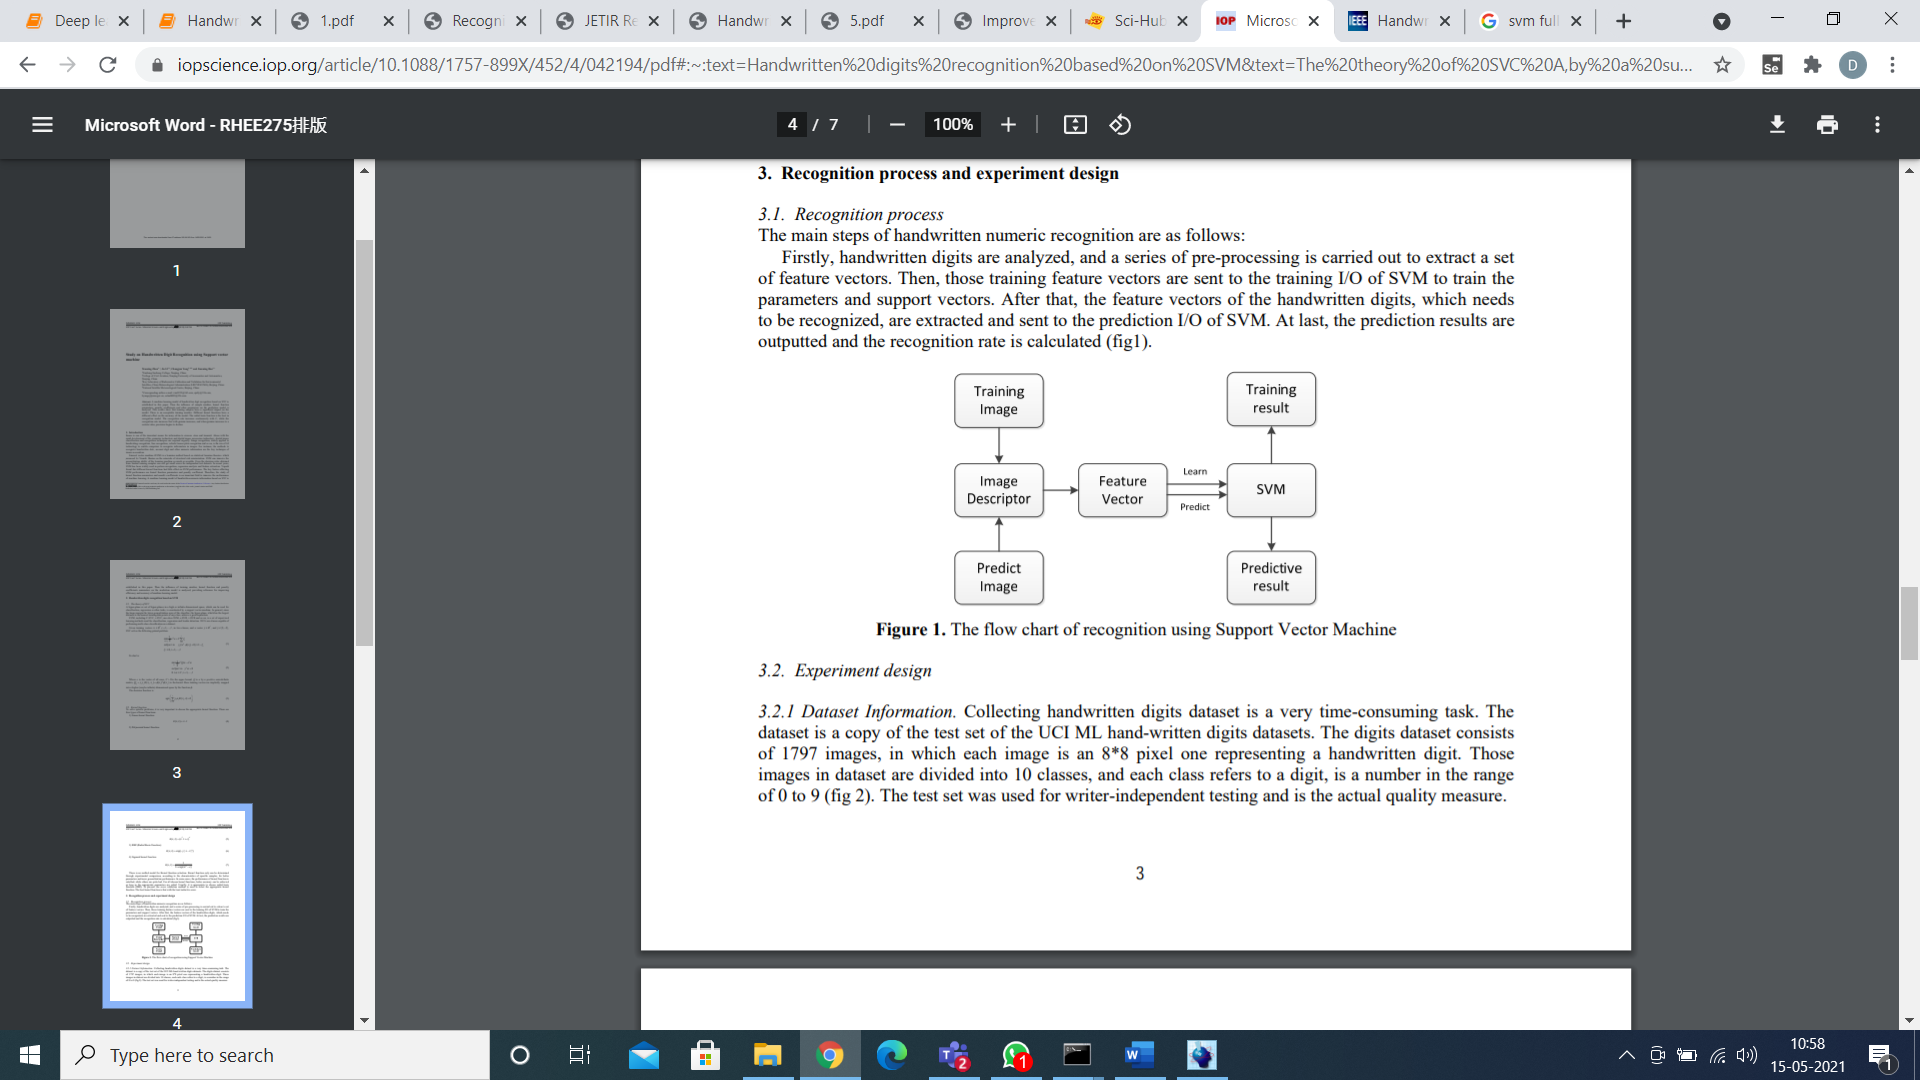 Deep le
Handwr
1.pdf
Recogni
JETIR Re
Handwr
5.pdf
Improve
Sci-Hub
IOP Microso
IEEE Handwr
svm full
iopscience.iop.org/article/10.1088/1757-899X/452/4/042194/pdf#:~:text=Handwritten%20digits%20recognition%20based%20on%20SVM&text=The%20theory%20of%20SVC%20A,by%20a%20su...
Se
D
Microsoft Word - RHEE275排版
4 / 7
100%
1
2
3
4
3. Recognition process and experiment design
3.1. Recognition process
The main steps of handwritten numeric recognition are as follows:
Firstly, handwritten digits are analyzed, and a series of pre-processing is carried out to extract a set
of feature vectors. Then, those training feature vectors are sent to the training I/O of SVM to train the
parameters and support vectors. After that, the feature vectors of the handwritten digits, which needs
to be recognized, are extracted and sent to the prediction I/O of SVM. At last, the prediction results are
outputted and the recognition rate is calculated (fig1).
Training
Image
Training
result
Image
Descriptor
Feature
Vector
Learn
Predict
SVM
Predict
Image
Predictive
result
Figure 1. The flow chart of recognition using Support Vector Machine
3.2. Experiment design
3.2.1 Dataset Information. Collecting handwritten digits dataset is a very time-consuming task. The
dataset is a copy of the test set of the UCI ML hand-written digits datasets. The digits dataset consists
of 1797 images, in which each image is an 8*8 pixel one representing a handwritten digit. Those
images in dataset are divided into 10 classes, and each class refers to a digit, is a number in the range
of 0 to 9 (fig 2). The test set was used for writer-independent testing and is the actual quality measure.
3
Type here to search
2
1
10:58
15-05-2021
1